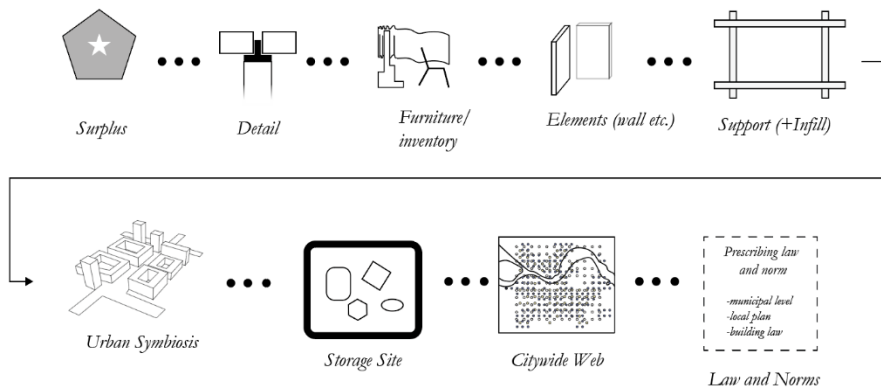 Surplus
Detail
Furniture/
inventory
Elements (wall etc.)
Support (+Infill)
Urban Symbiosis
Storage Site
Citywide Web
Prescribing law
and norm
-municipal level
-local plan
-building law
Law and Norms